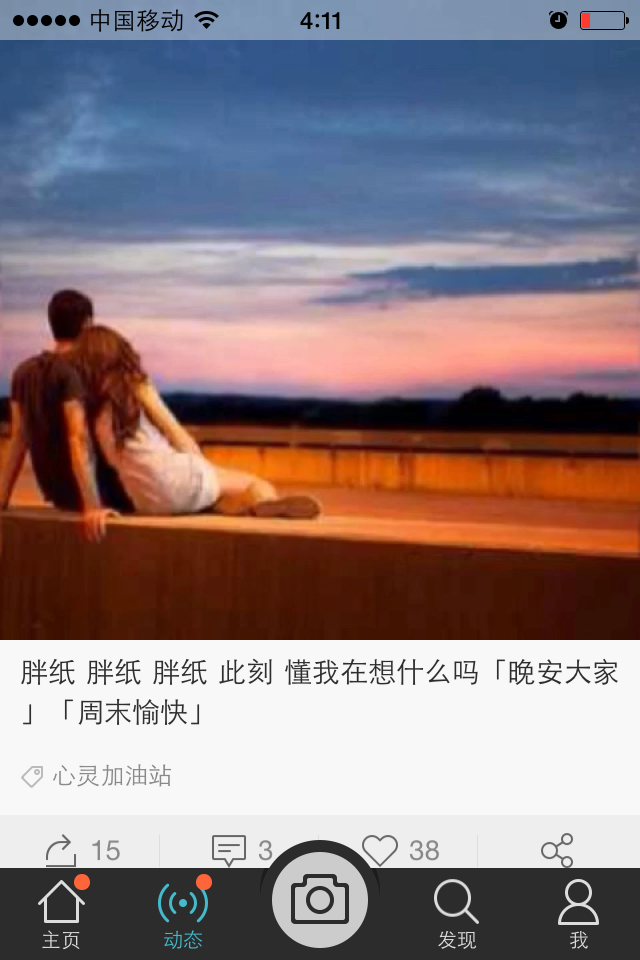 中国移动
4:11
胖纸 胖纸 胖纸 此刻 懂我在想什么吗「晚安大家
」「周末愉快」
心灵加油站
15
3
38
主页
动态
发现
我